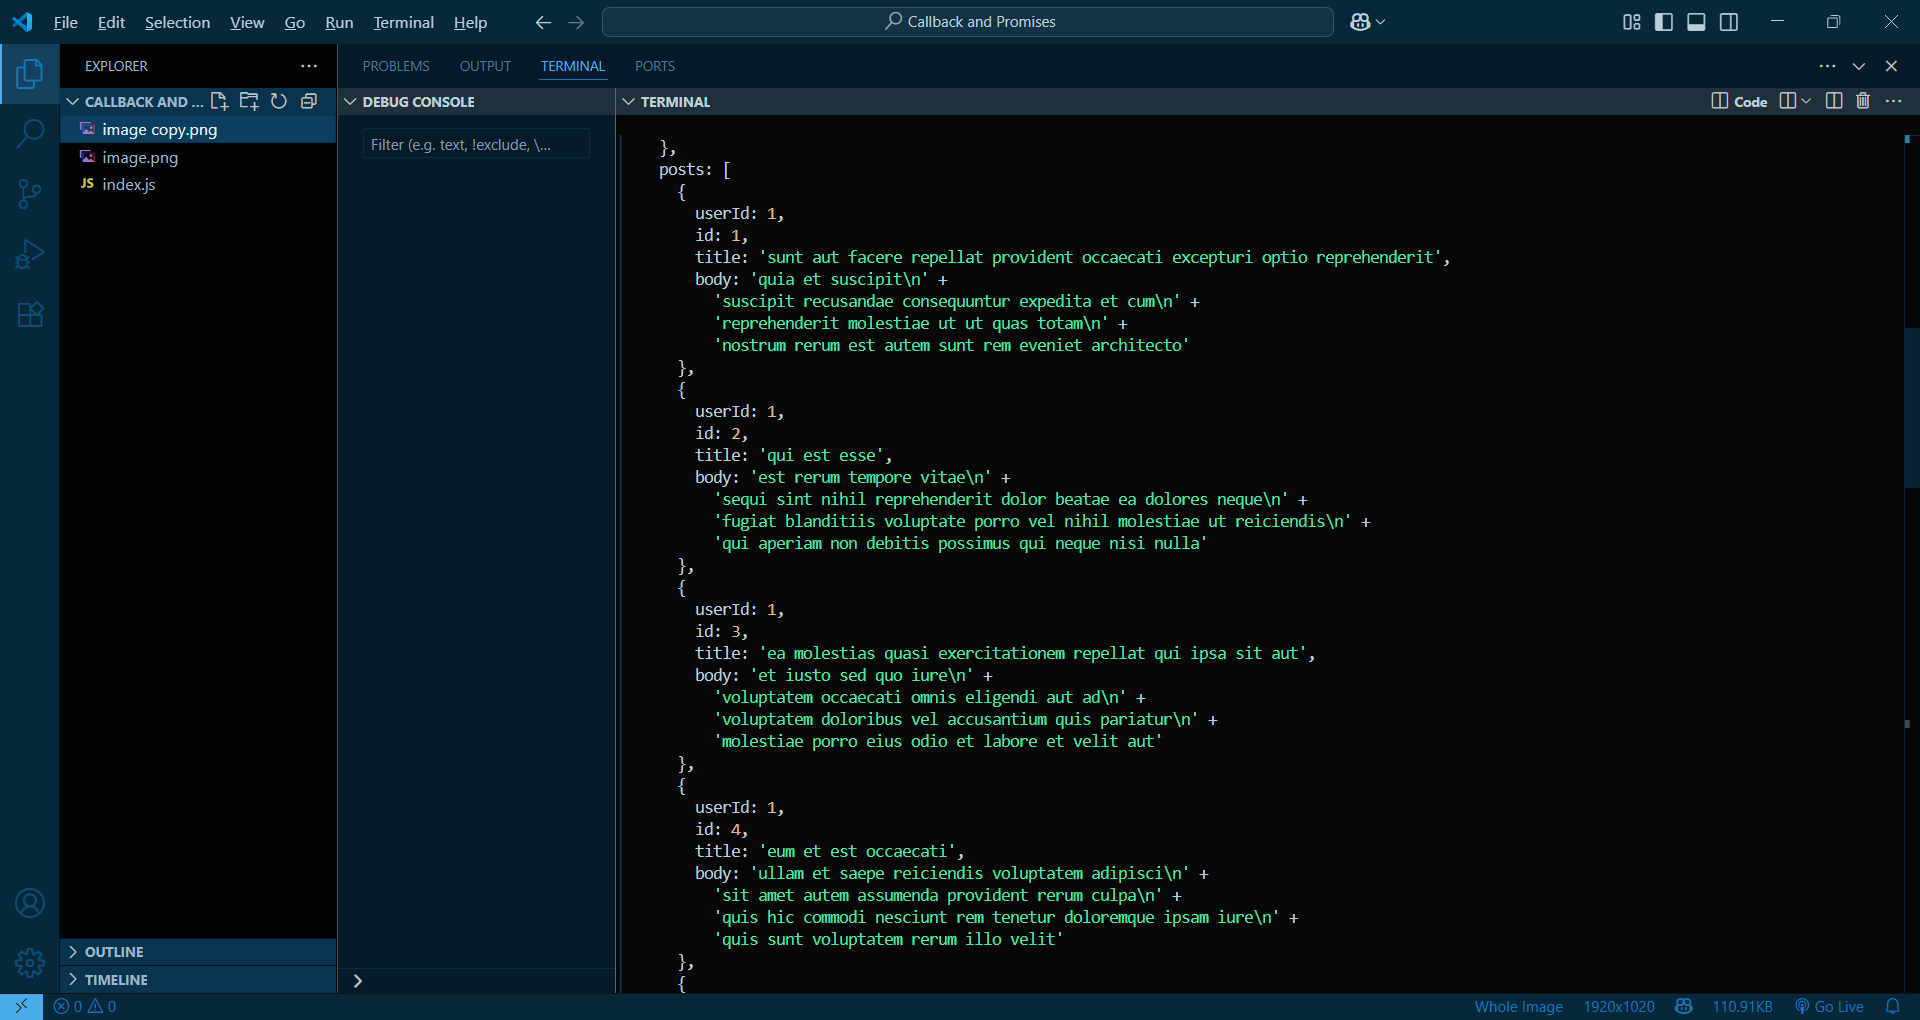 File Edit Selection View Go Run Terminal Help
Callback and Promises
EXPLORER
CALLBACK AND ...
image copy.png
image.png
JS index.js
OUTLINE
TIMELINE
PROBLEMS OUTPUT TERMINAL PORTS
DEBUG CONSOLE
Filter (e.g. text, !exclude, \...
TERMINAL
Code
},
posts: [
{
userId: 1,
id: 1,
title: 'sunt aut facere repellat provident occaecati excepturi optio reprehenderit',
body: 'quia et suscipit\n' +
'suscipit recusandae consequuntur expedita et cum\n' +
'reprehenderit molestiae ut ut quas totam\n' +
'nostrum rerum est autem sunt rem eveniet architecto'
},
{
userId: 1,
id: 2,
title: 'qui est esse',
body: 'est rerum tempore vitae\n' +
'sequi sint nihil reprehenderit dolor beatae ea dolores neque\n' +
'fugiat blanditiis voluptate porro vel nihil molestiae ut reiciendis\n' +
'qui aperiam non debitis possimus qui neque nisi nulla'
},
{
userId: 1,
id: 3,
title: 'ea molestias quasi exercitationem repellat qui ipsa sit aut',
body: 'et iusto sed quo iure\n' +
'voluptatem occaecati omnis eligendi aut ad\n' +
'voluptatem doloribus vel accusantium quis pariatur\n' +
'molestiae porro eius odio et labore et velit aut'
},
{
userId: 1,
id: 4,
title: 'eum et est occaecati',
body: 'ullam et saepe reiciendis voluptatem adipisci\n' +
'sit amet autem assumenda provident rerum culpa\n' +
'quis hic commodi nesciunt rem tenetur doloremque ipsam iure\n' +
'quis sunt voluptatem rerum illo velit'
},
{
0 0
Whole Image 1920x1020 110.91KB Go Live